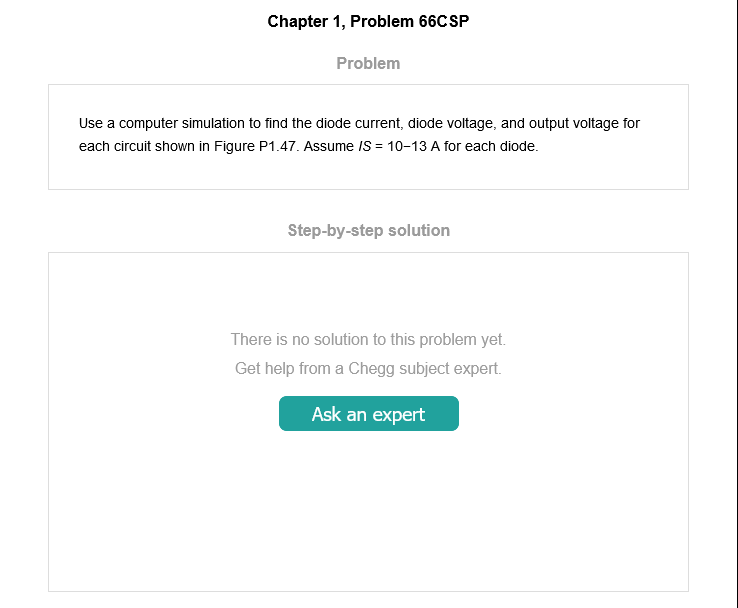 Chapter 1, Problem 66CSP
Problem
Use a computer simulation to find the diode current, diode voltage, and output voltage for
each circuit shown in Figure P1.47. Assume IS = 10−13 A for each diode.
Step-by-step solution
There is no solution to this problem yet.
Get help from a Chegg subject expert.
Ask an expert